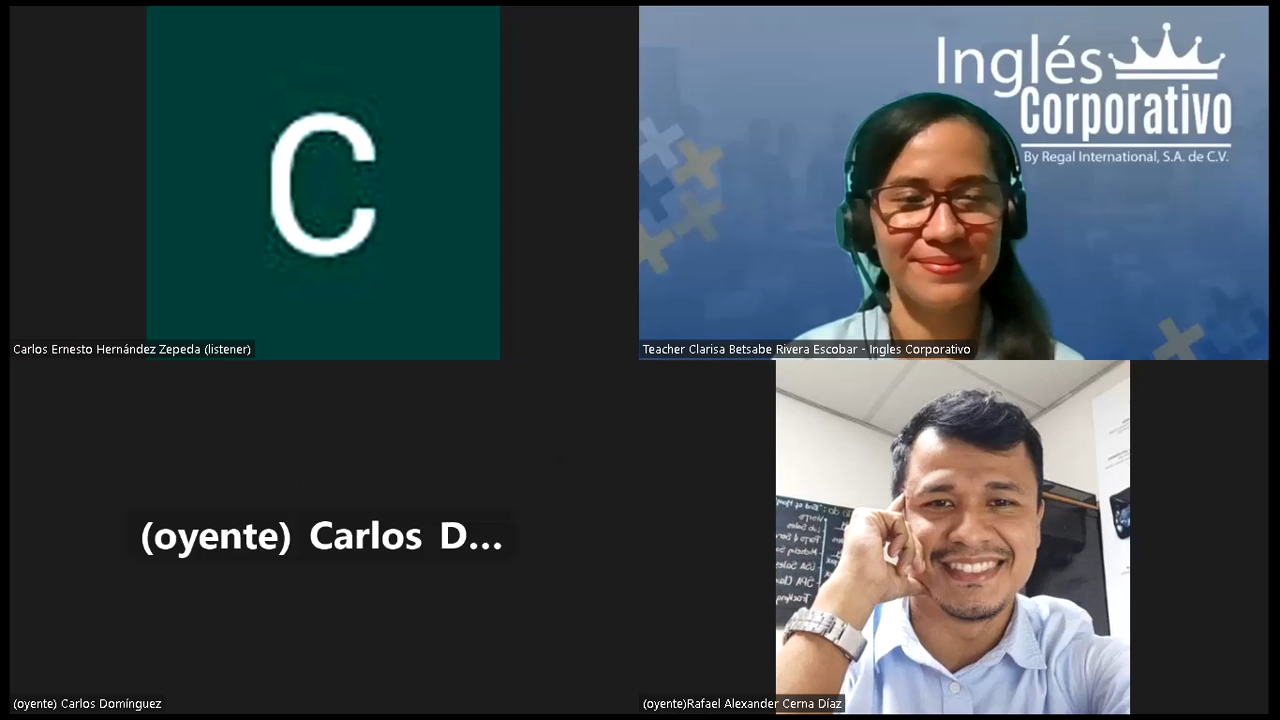 C
Inglés
Corporativo
By Regal International, S.A. de C.V.
Carlos Ernesto Hernández Zepeda (listener)
Teacher Clarisa Betsabe Rivera Escobar - Ingles Corporativo
(oyente) Carlos D...
(oyente) Carlos Domínguez
(oyente)Rafael Alexander Cerna Díaz